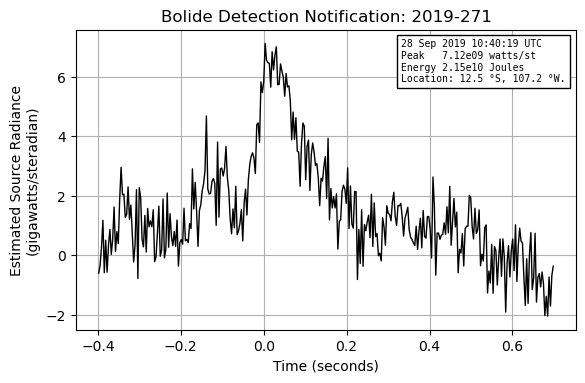 Bolide Detection Notification: 2019-271
28 Sep 2019 10:40:19 UTC
Peak   7.12e09 watts/st
Energy 2.15e10 Joules
Location: 12.5 °S, 107.2 °W.
Estimated Source Radiance
(gigawatts/steradian)
6
4
2
0
−2
−0.4
−0.2
0.0
0.2
0.4
0.6
Time (seconds)